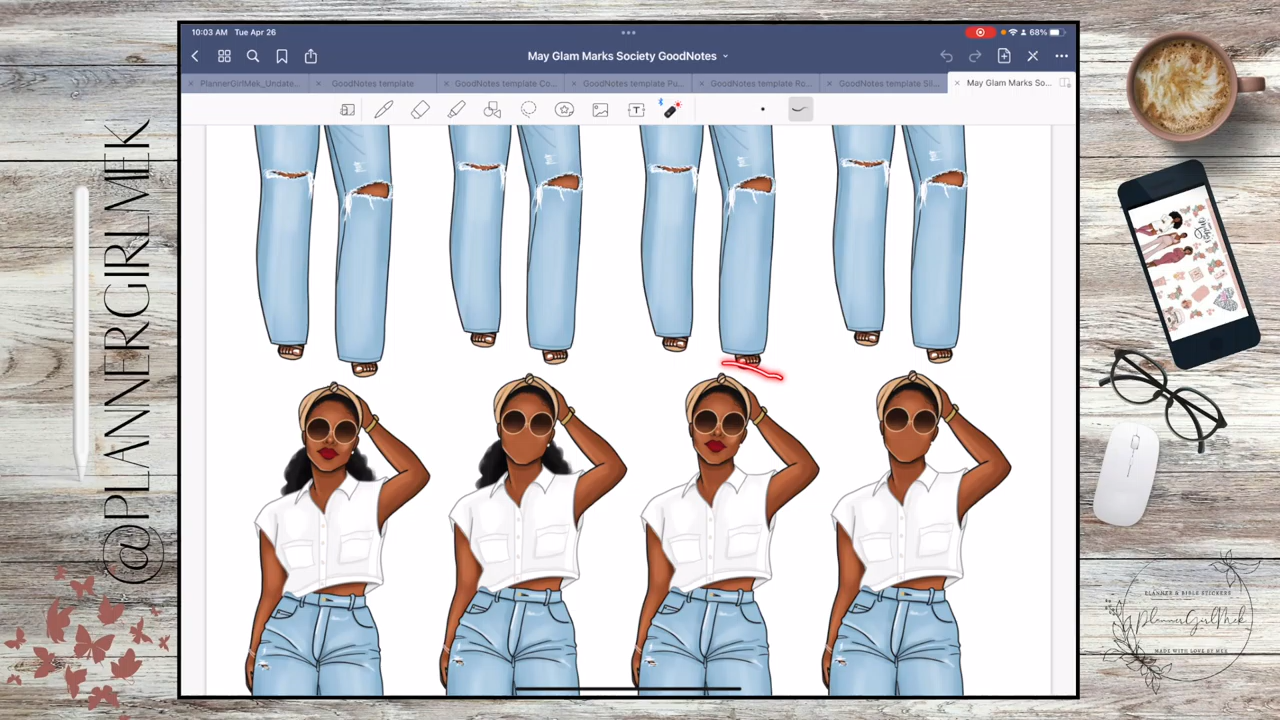 10:03 AM Tue Apr 26
68%
May Glam Marks Society GoodNotes
PlannerGirlMek_Update...
GoodNotes template
GoodNotes template Co...
GoodNotes template Pu...
GoodNotes template Ro...
GoodNotes template Sil...
May Glam Marks So...
@PLANNERGIRLMEK
PLANNER & BIBLE STICKERS
PlannerGirlMek
MADE WITH LOVE BY MEK